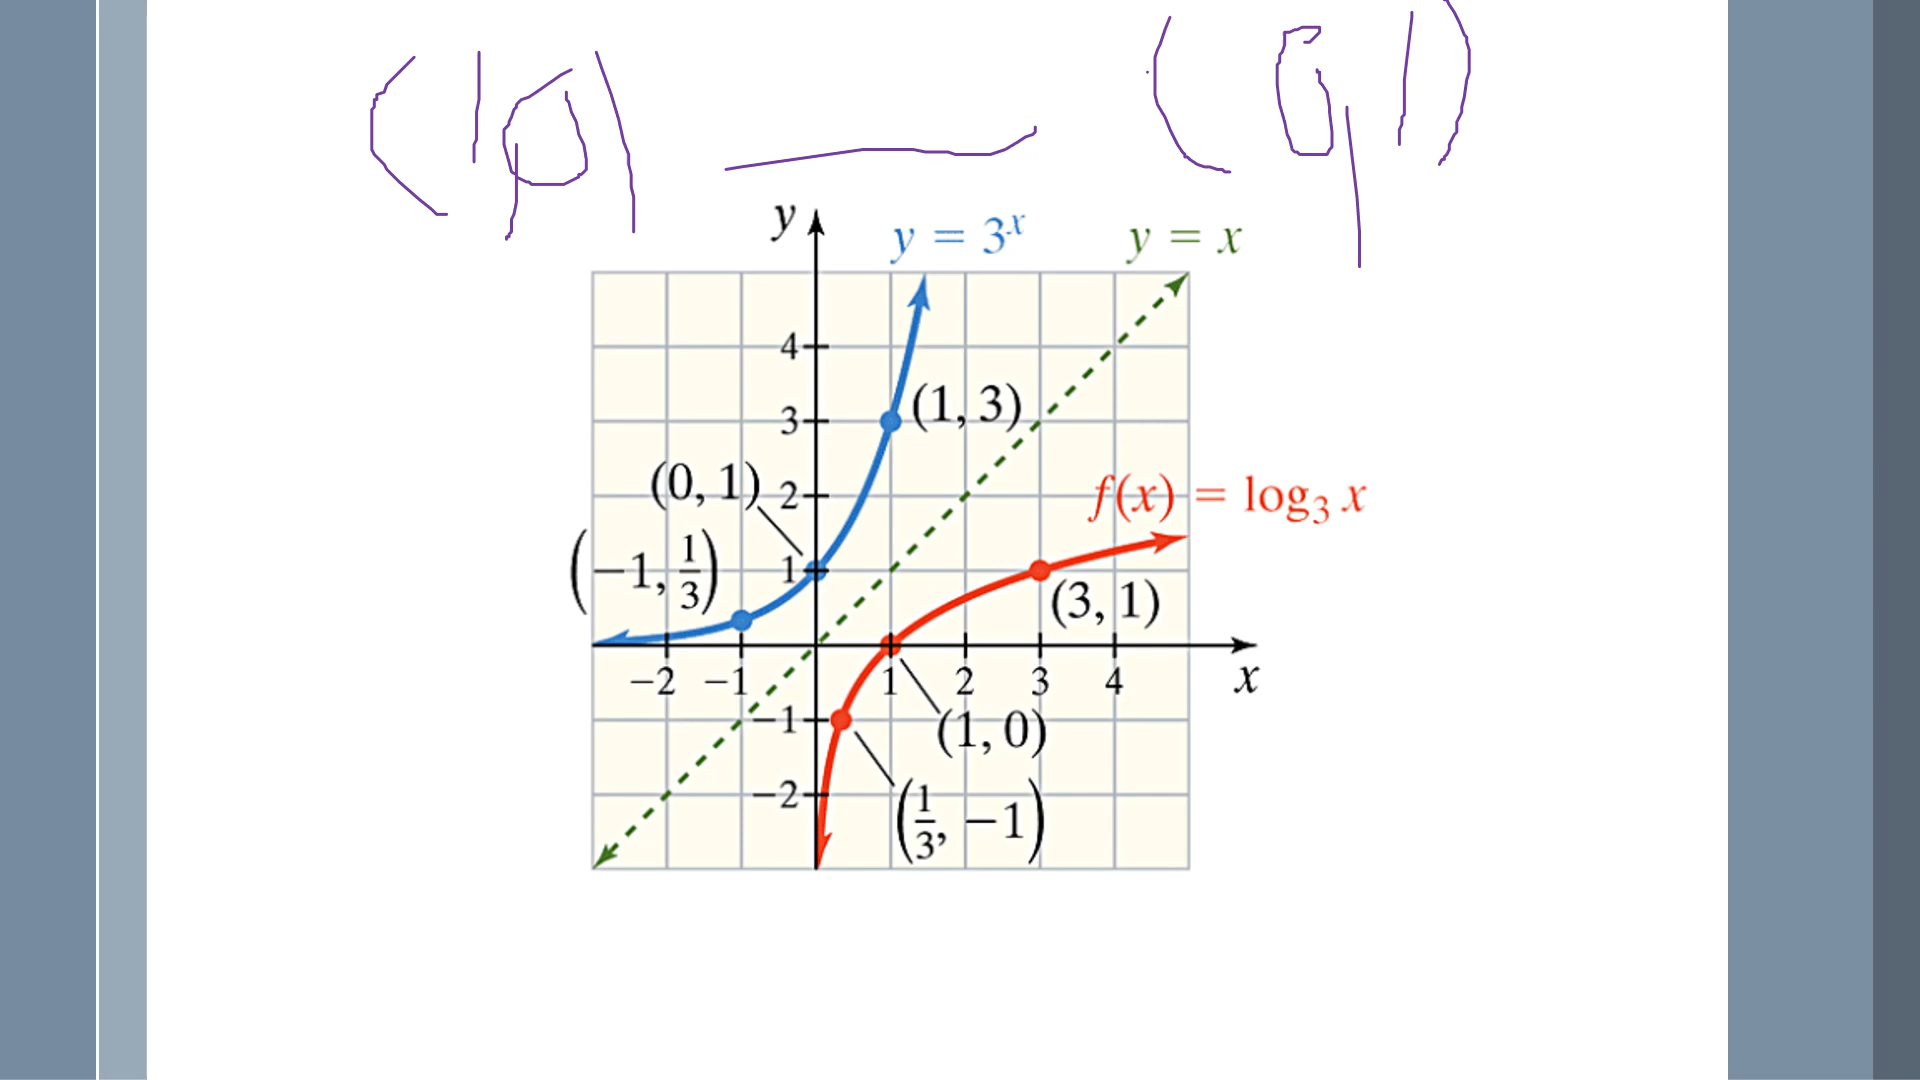 (1,0) (0,1)
y y = 3^x y = x
4
3 (1, 3)
(0, 1) 2 f(x) = log₃ x
(−1, 1/3) 1 (3, 1)
−2 −1 1 2 3 4 x
−1 (1, 0)
−2 (1/3, −1)